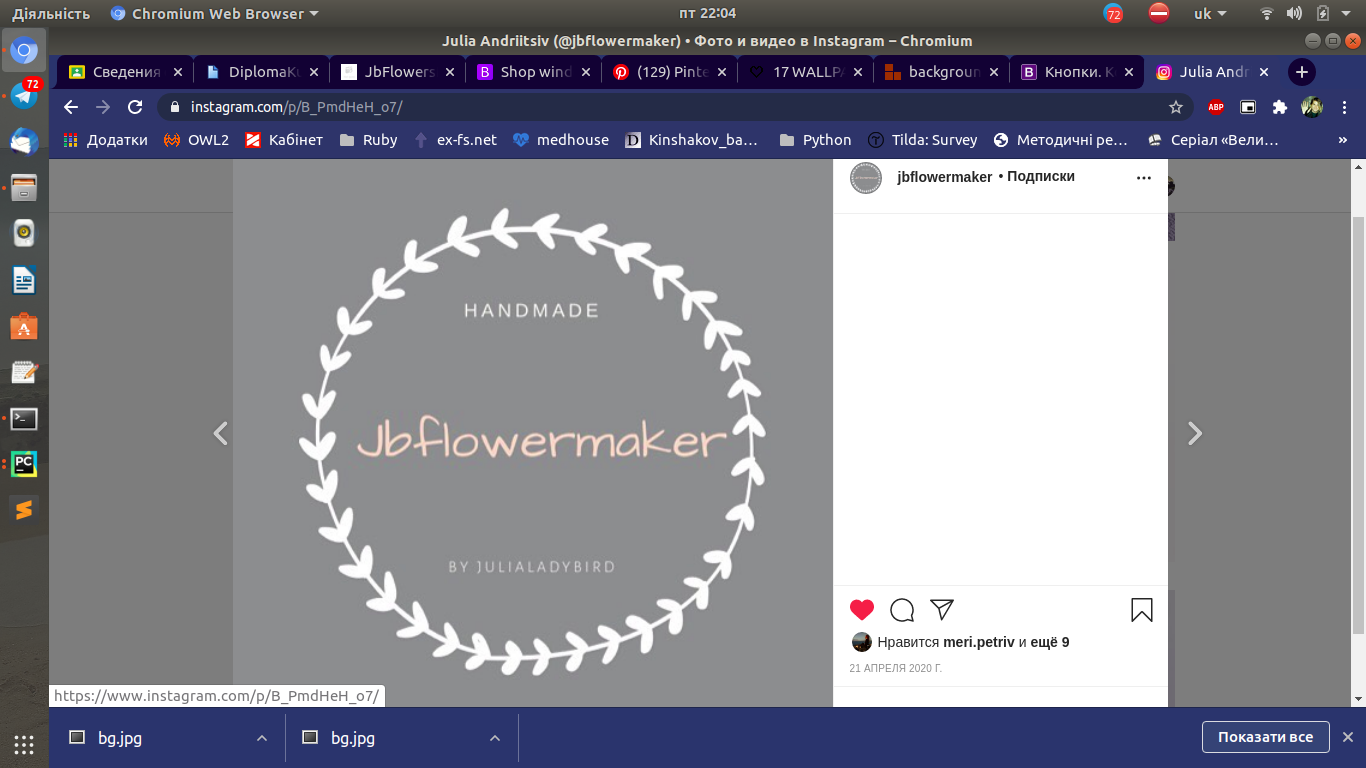 Діяльність Chromium Web Browser пт 22:04 72 uk
Julia Andriitsiv (@jbflowermaker) • Фото и видео в Instagram – Chromium
Сведения DiplomaKu JbFlowers Shop wind (129) Pinte 17 WALLPA backgroun Кнопки. К Julia Andr
instagram.com/p/B_PmdHeH_o7/ ABP
Додатки OWL2 Кабінет Ruby ex-fs.net medhouse Kinshakov_ba… Python Tilda: Survey Методичні ре… Серіал «Вели… »
72
jbflowermaker • Подписки
HANDMADE
Jbflowermaker
BY JULIALADYBIRD
PC
Нравится meri.petriv и ещё 9
21 АПРЕЛЯ 2020 Г.
https://www.instagram.com/p/B_PmdHeH_o7/
bg.jpg bg.jpg Показати все